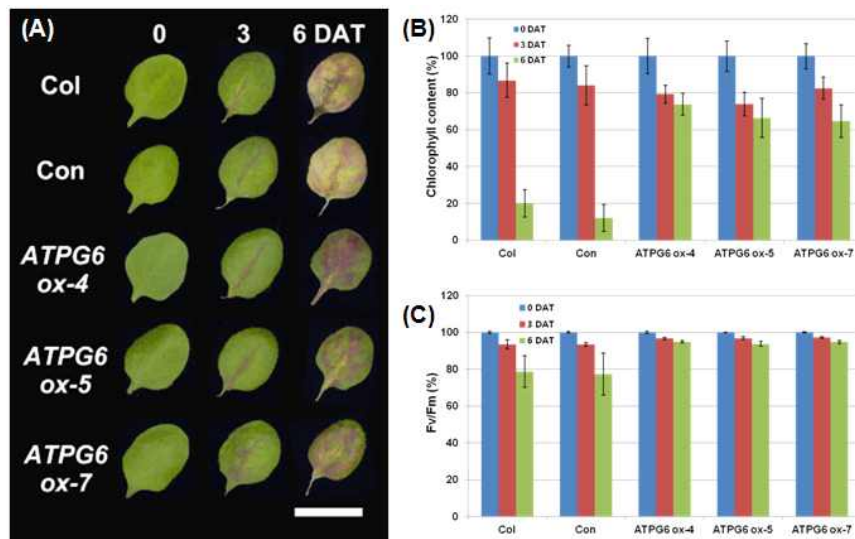 (A)
0 3 6 DAT
Col
Con
ATPG6
ox-4
ATPG6
ox-5
ATPG6
ox-7
(B)
120
100
80
60
40
20
0
Chlorophyll content (%)
0 DAT
3 DAT
6 DAT
Col Con ATPG6 ox-4 ATPG6 ox-5 ATPG6 ox-7
(C)
120
100
80
60
40
20
0
Fv/Fm (%)
0 DAT
3 DAT
6 DAT
Col Con ATPG6 ox-4 ATPG6 ox-5 ATPG6 ox-7